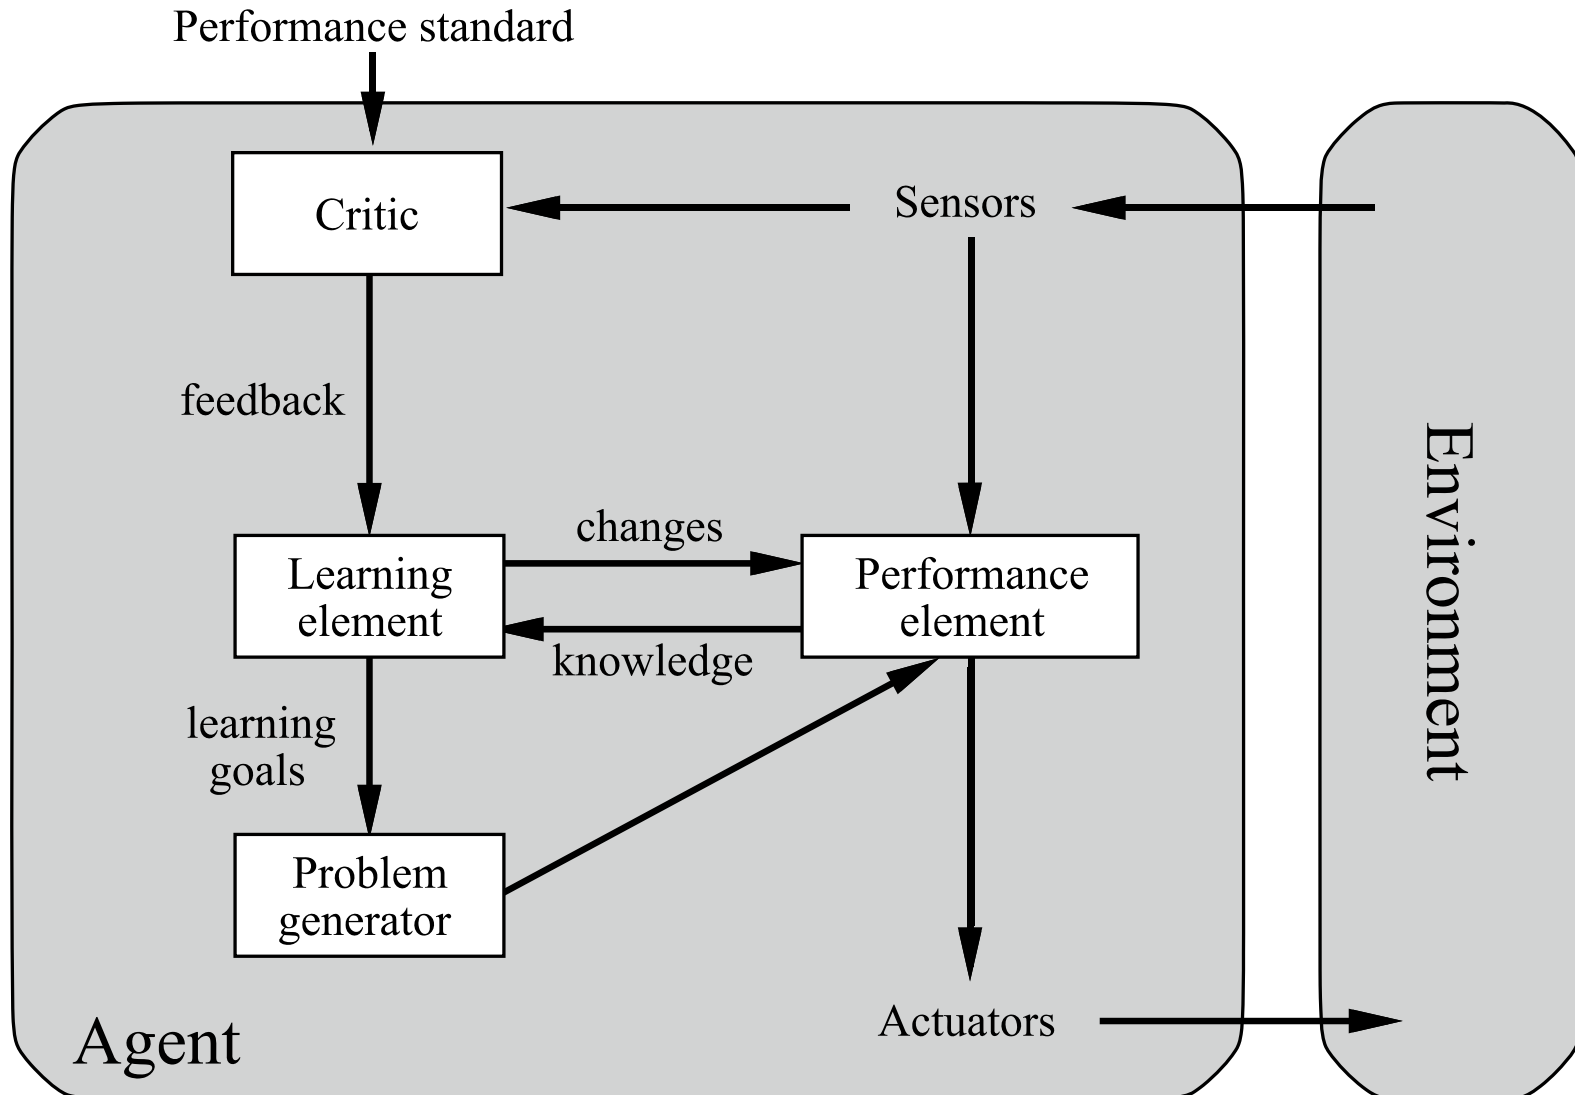 Performance standard
Critic
Sensors
feedback
changes
Learning
element
Performance
element
knowledge
learning
goals
Problem
generator
Agent
Actuators
Environment